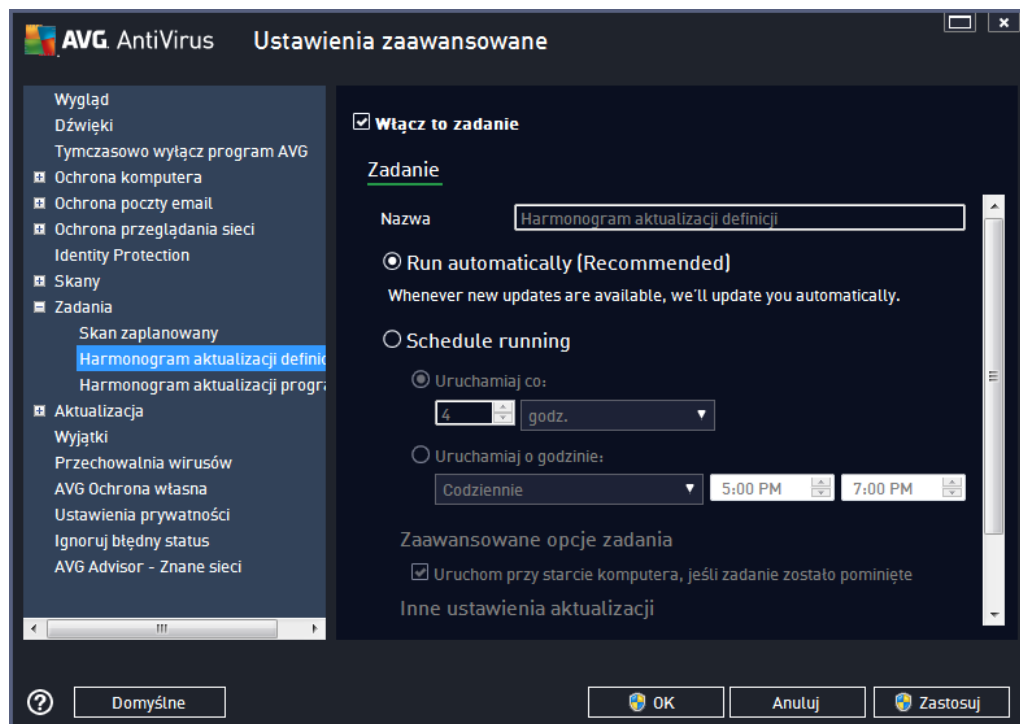 AVG AntiVirus Ustawienia zaawansowane
Wygląd
Dźwięki
Tymczasowo wyłącz program AVG
Ochrona komputera
Ochrona poczty email
Ochrona przeglądania sieci
Identity Protection
Skany
Zadania
Skan zaplanowany
Harmonogram aktualizacji definic
Harmonogram aktualizacji progra
Aktualizacja
Wyjątki
Przechowalnia wirusów
AVG Ochrona własna
Ustawienia prywatności
Ignoruj błędny status
AVG Advisor - Znane sieci
Włącz to zadanie
Zadanie
Nazwa Harmonogram aktualizacji definicji
Run automatically (Recommended)
Whenever new updates are available, we'll update you automatically.
Schedule running
Uruchamiaj co:
4 godz.
Uruchamiaj o godzinie:
Codziennie 5:00 PM 7:00 PM
Zaawansowane opcje zadania
Uruchom przy starcie komputera, jeśli zadanie zostało pominięte
Inne ustawienia aktualizacji
Domyślne OK Anuluj Zastosuj